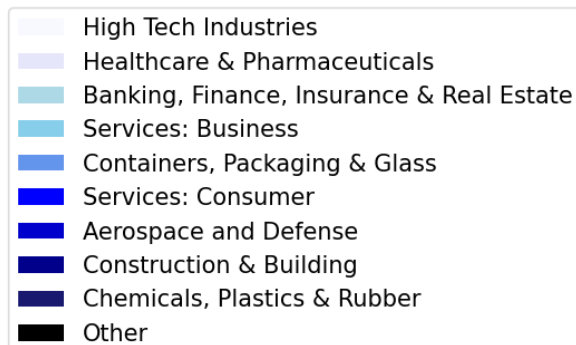 High Tech Industries
Healthcare & Pharmaceuticals
Banking, Finance, Insurance & Real Estate
Services: Business
Containers, Packaging & Glass
Services: Consumer
Aerospace and Defense
Construction & Building
Chemicals, Plastics & Rubber
Other